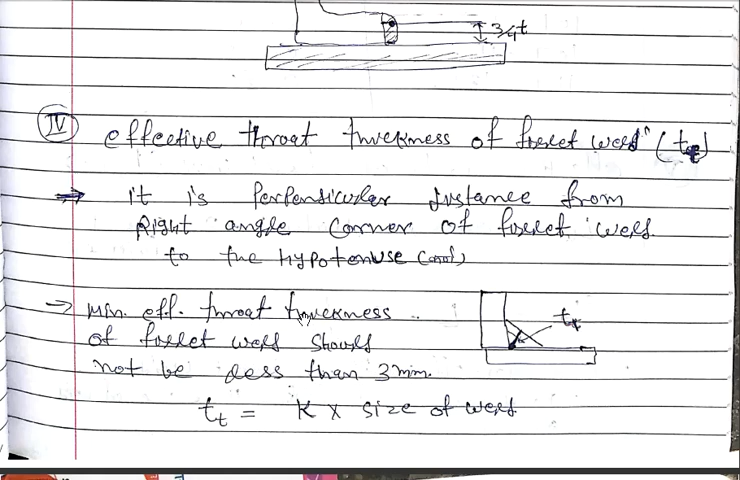 3/4t
IV
effective throat thickness of fillet weld" (te)
⇒ it is perpendicular distance from
Right angle corner of fillet weld
to the Hypotenuse (
→ Min. eff. throat thickness
of fillet weld should
not be less than 3mm.
tt
tt = K x size of weld